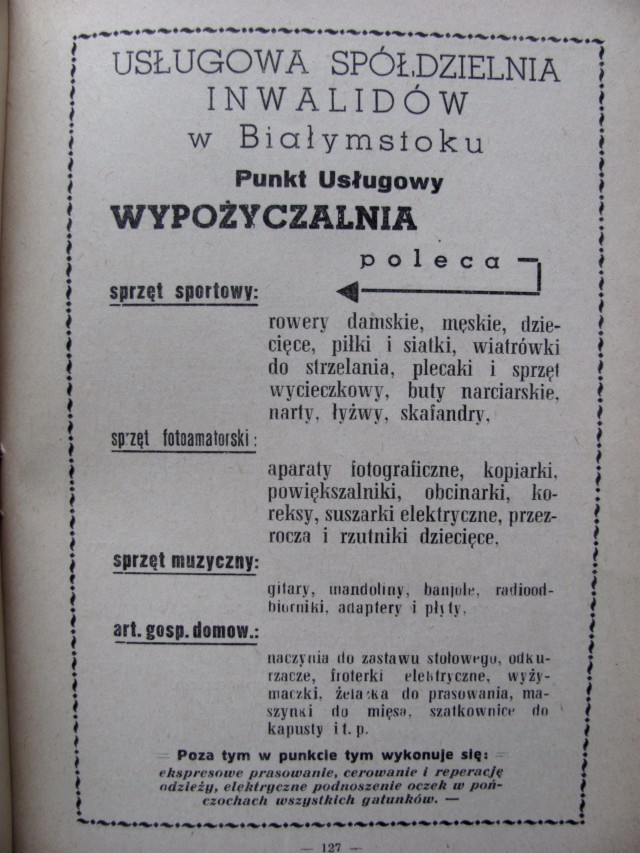 USŁUGOWA SPÓŁDZIELNIA
INWALIDÓW
w Białymstoku
Punkt Usługowy
WYPOŻYCZALNIA
poleca
sprzęt sportowy:
rowery damskie, męskie, dzie-
cięce, piłki i siatki, wiatrówki
do strzelania, plecaki i sprzęt
wycieczkowy, buty narciarskie,
narty, łyżwy, skafandry,
sprzęt fotoamatorski:
aparaty fotograficzne, kopiarki,
powiększalniki, obcinarki, ko-
reksy, suszarki elektryczne, przez-
rocza i rzutniki dziecięce,
sprzęt muzyczny:
gitary, mandoliny, banjole, radiood-
biorniki, adaptery i płyty,
art. gosp. domow.:
naczynia do zastawu stołowego, odku-
rzacze, froterki elektryczne, wyży-
maczki, żelazka do prasowania, ma-
szynki do mięsa, szatkownice do
kapusty i t. p.
Poza tym w punkcie tym wykonuje się:
ekspresowe prasowanie, cerowanie i reperację
odzieży, elektryczne podnoszenie oczek w poń-
czochach wszystkich gatunków. —
— 127 —